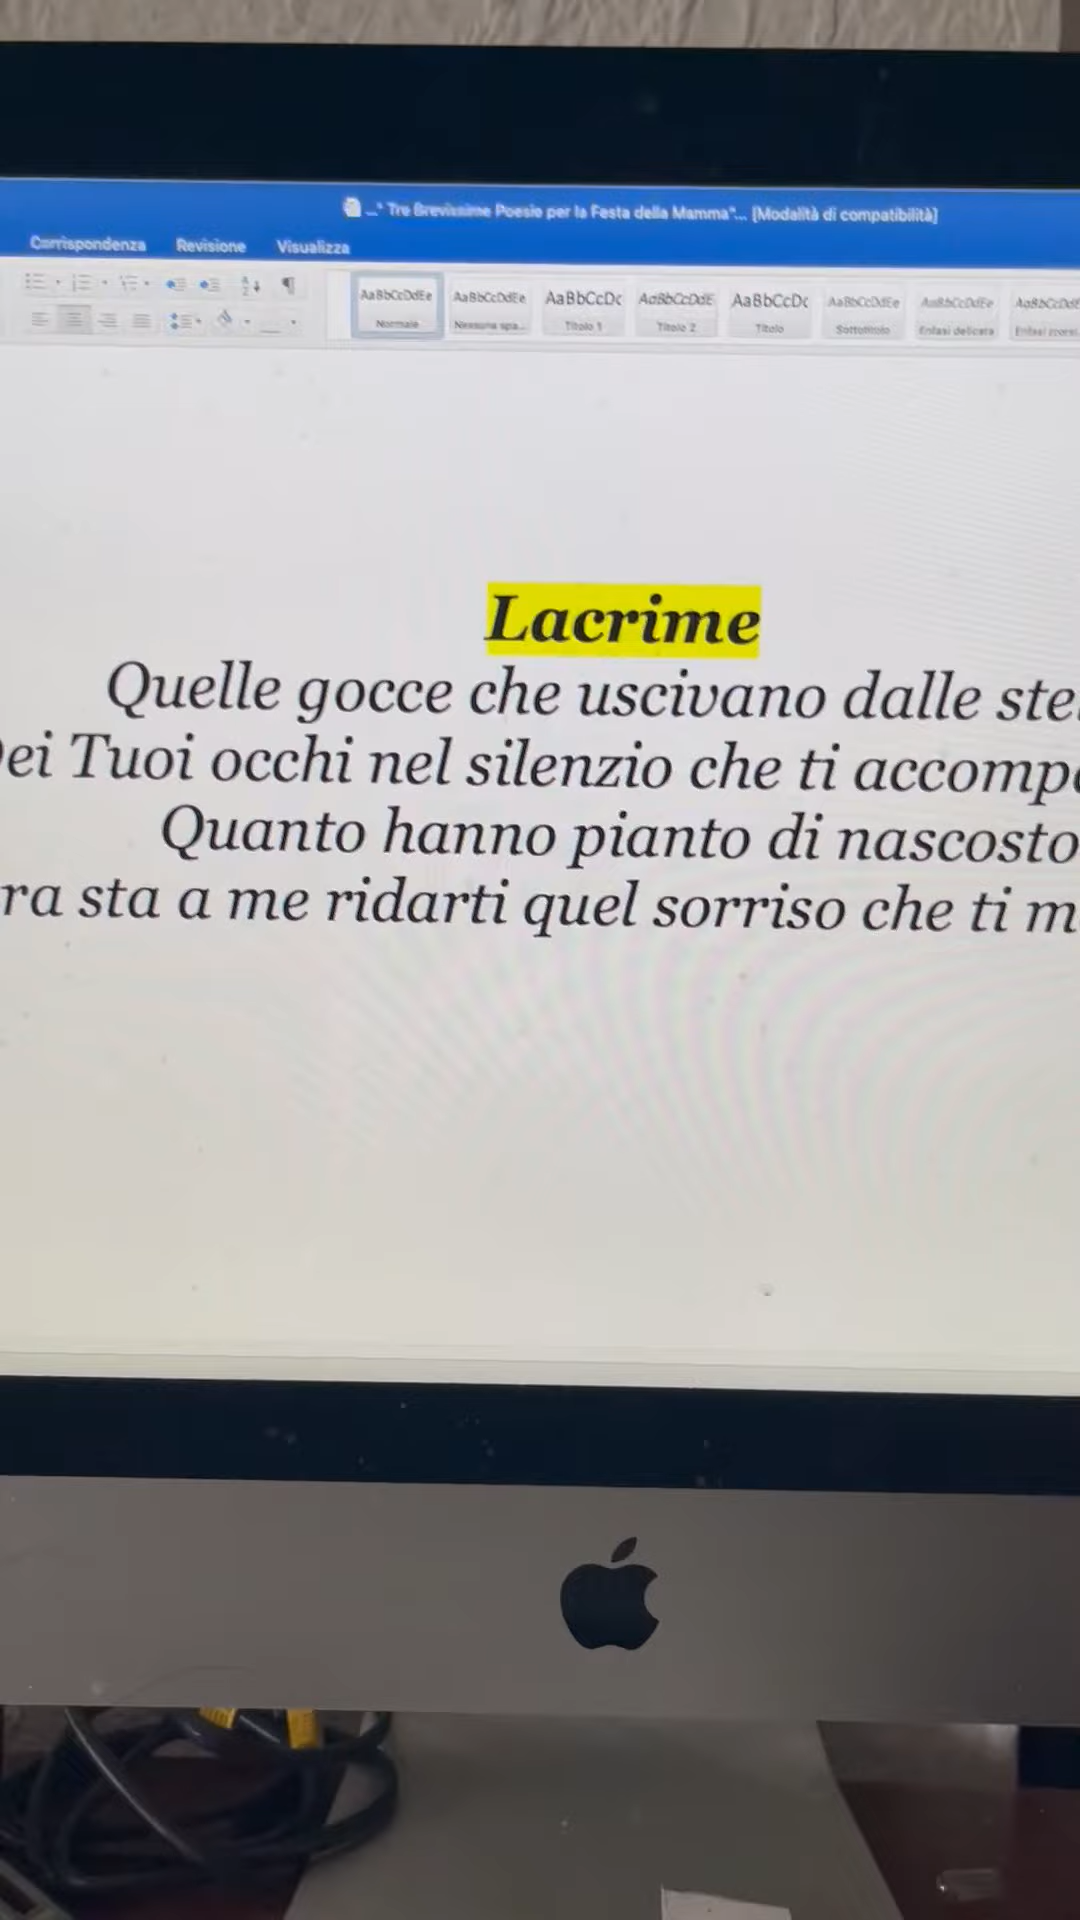 ..." Tre Brevissime Poesie per la Festa della Mamma"... [Modalità di compatibilità]
Corrispondenza Revisione Visualizza
AaBbCcDdEe AaBbCcDdEe AaBbCcDc AaBbCcDdE AaBbCcDc AaBbCcDdEe AaBbCcDdEe AaBbCcDdE
Normale Nessuna spa... Titolo 1 Titolo 2 Titolo Sottotitolo Enfasi delicata
Lacrime
Quelle gocce che uscivano dalle ste
ei Tuoi occhi nel silenzio che ti accomp
Quanto hanno pianto di nascosto
ra sta a me ridarti quel sorriso che ti m